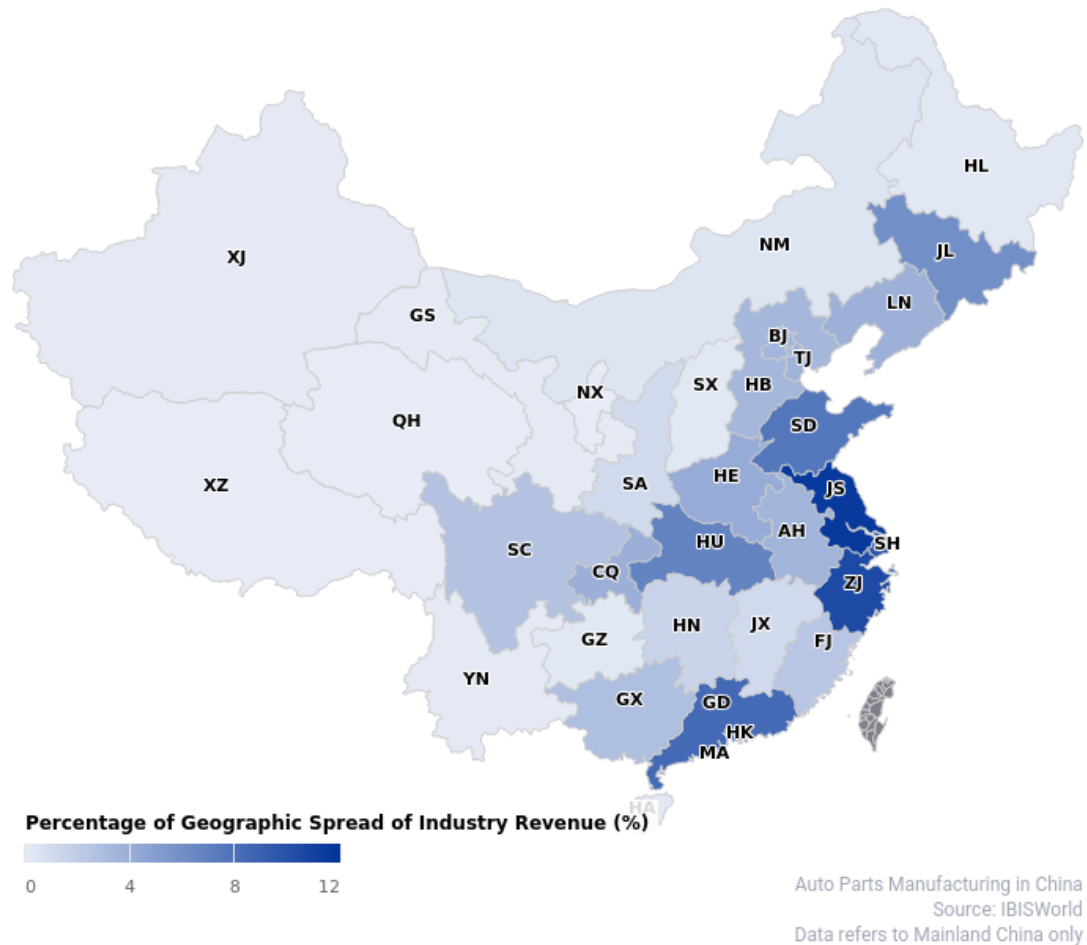 HL
XJ
NM
JL
GS
LN
BJ
TJ
NX
SX
HB
QH
SD
HE
XZ
SA
JS
SC
AH
HU
SH
CQ
ZJ
HN
JX
GZ
FJ
YN
GX
GD
HK
MA
HA
Percentage of Geographic Spread of Industry Revenue (%)
0 4 8 12
Auto Parts Manufacturing in China
Source: IBISWorld
Data refers to Mainland China only